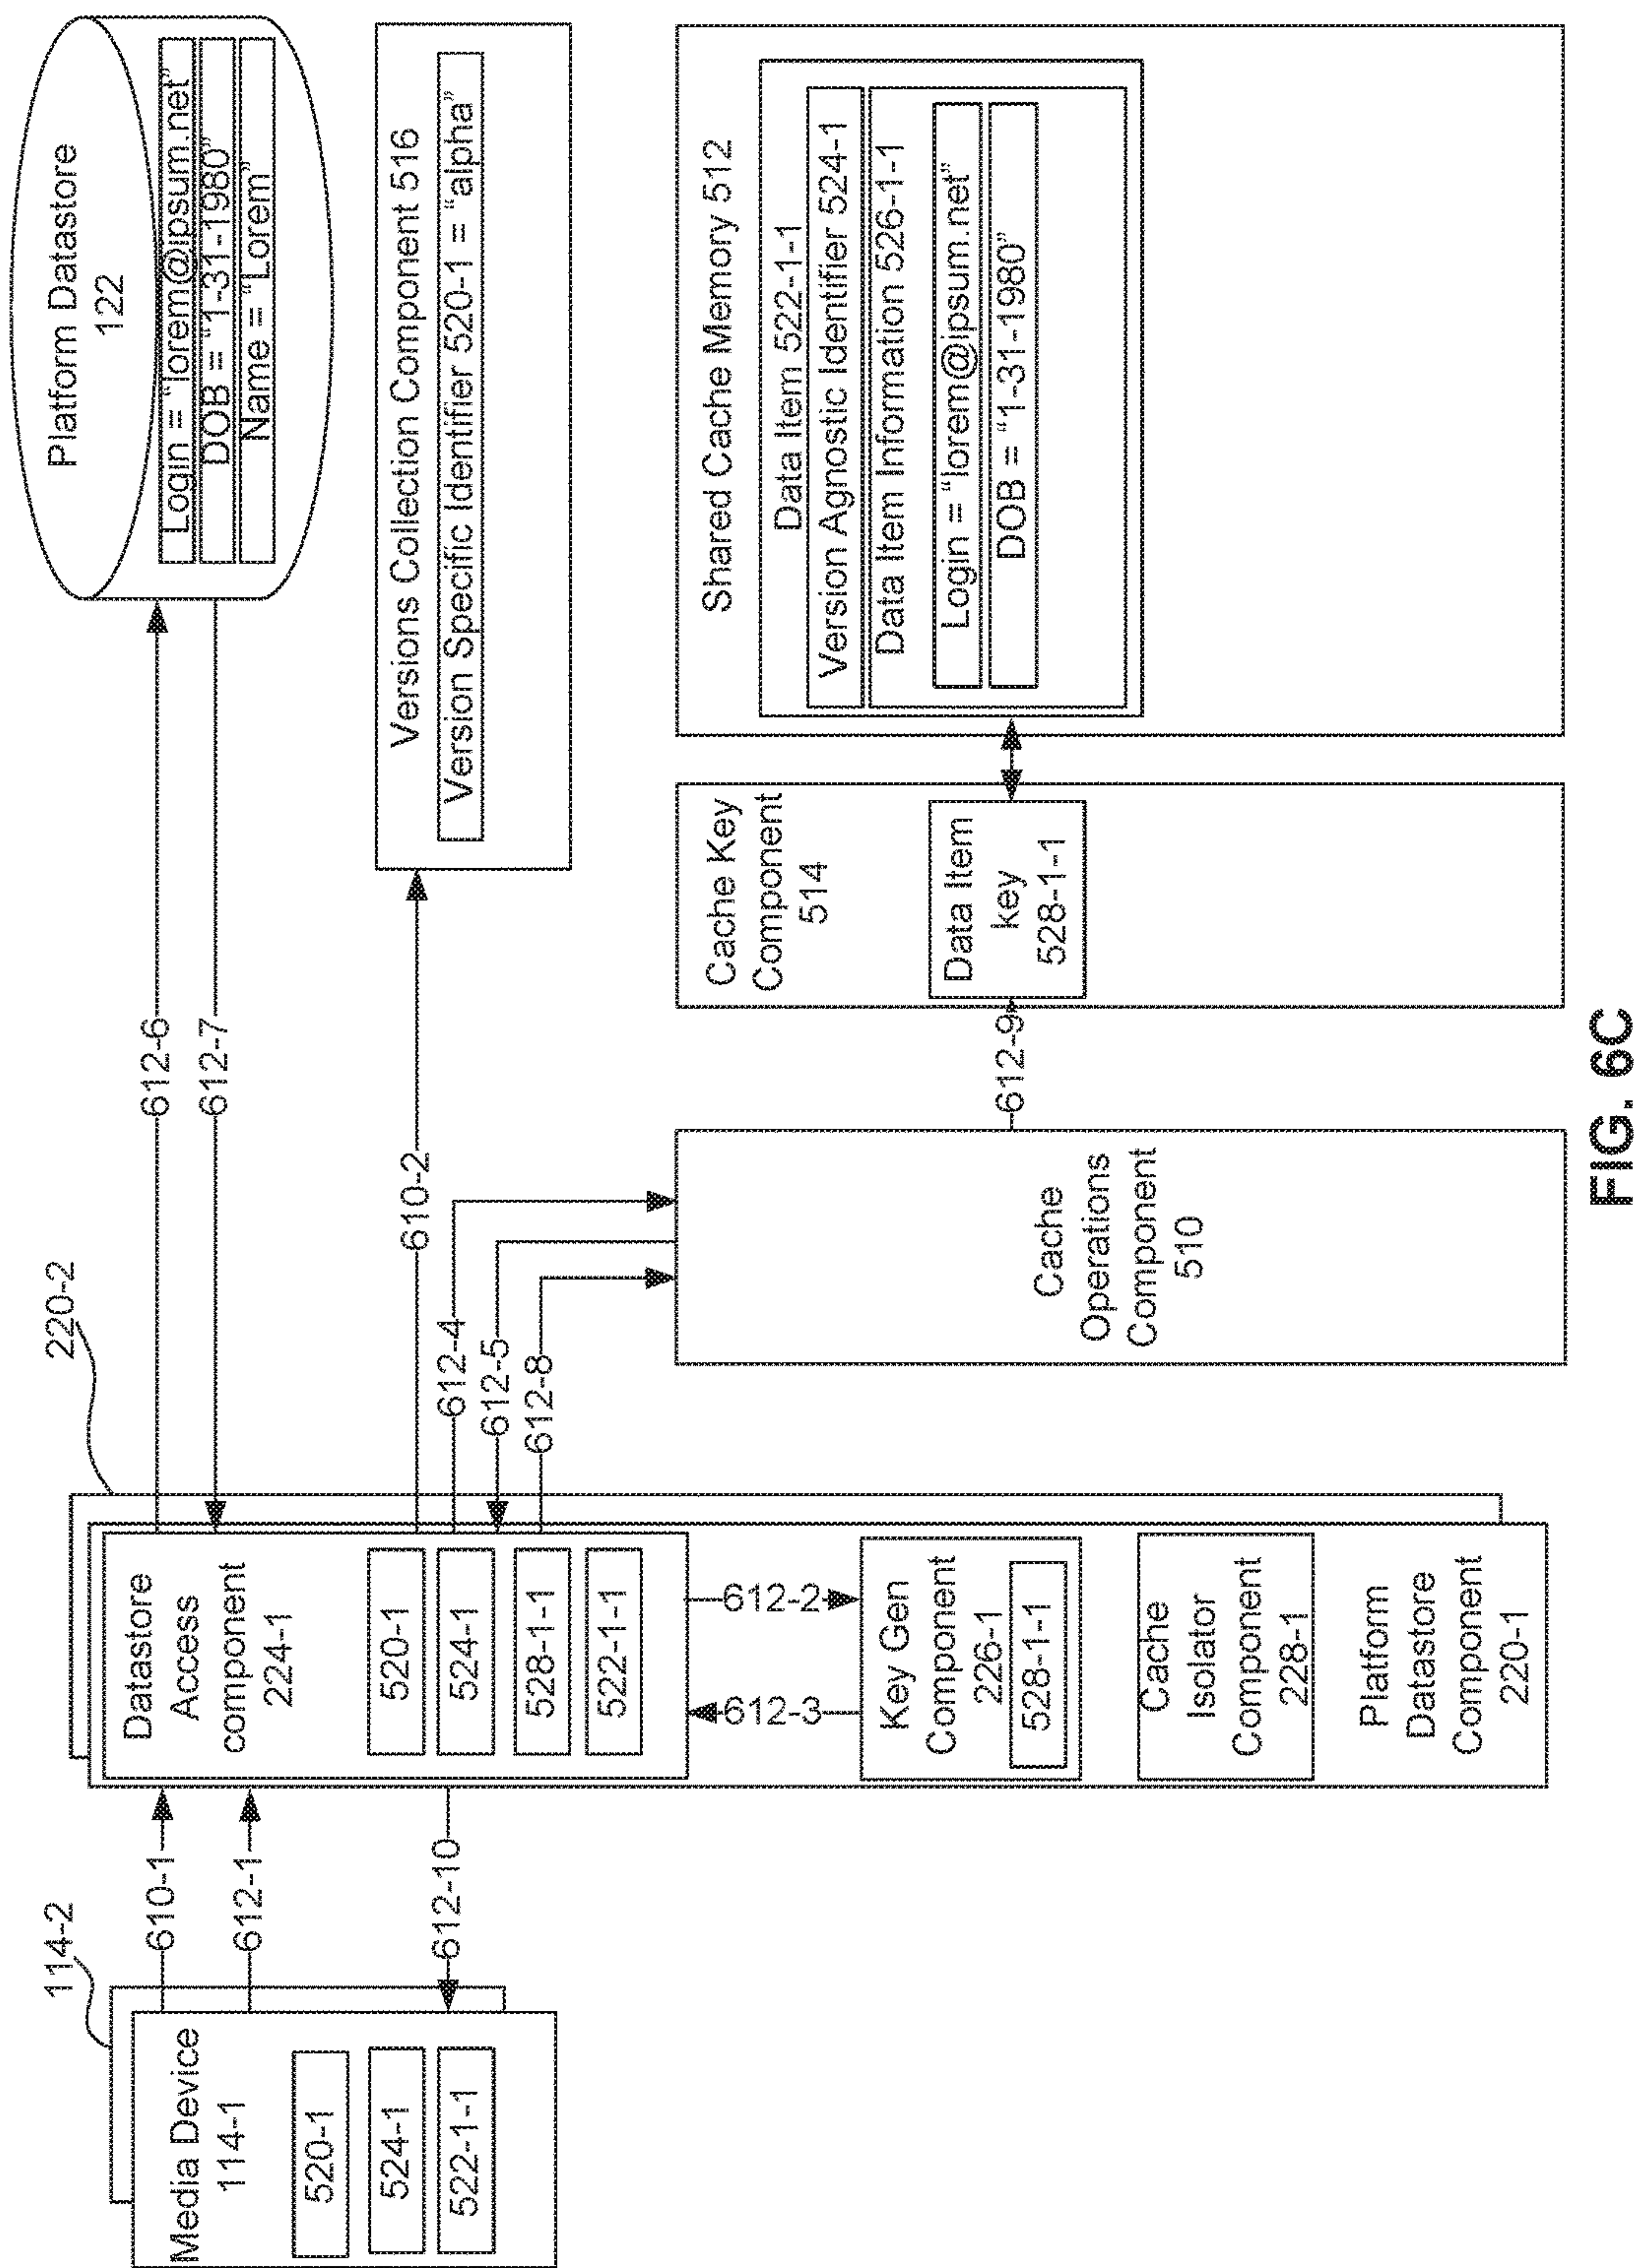 114-2
Media Device
114-1
520-1
524-1
522-1-1
610-1
612-1
612-10
220-2
Datastore
Access
component
224-1
520-1
524-1
528-1-1
522-1-1
612-2
612-3
Key Gen
Component
226-1
528-1-1
Cache
Isolator
Component
228-1
Platform
Datastore
Component
220-1
612-6
612-7
610-2
612-4
612-5
612-8
Platform Datastore
122
Login = “lorem@ipsum.net”
DOB = “1-31-1980”
Name = “Lorem”
Versions Collection Component 516
Version Specific Identifier 520-1 = “alpha”
Cache
Operations
Component
510
612-9
Cache Key
Component
514
Data Item
key
528-1-1
Shared Cache Memory 512
Data Item 522-1-1
Version Agnostic Identifier 524-1
Data Item Information 526-1-1
Login = “lorem@ipsum.net”
DOB = “1-31-1980”
FIG. 6C